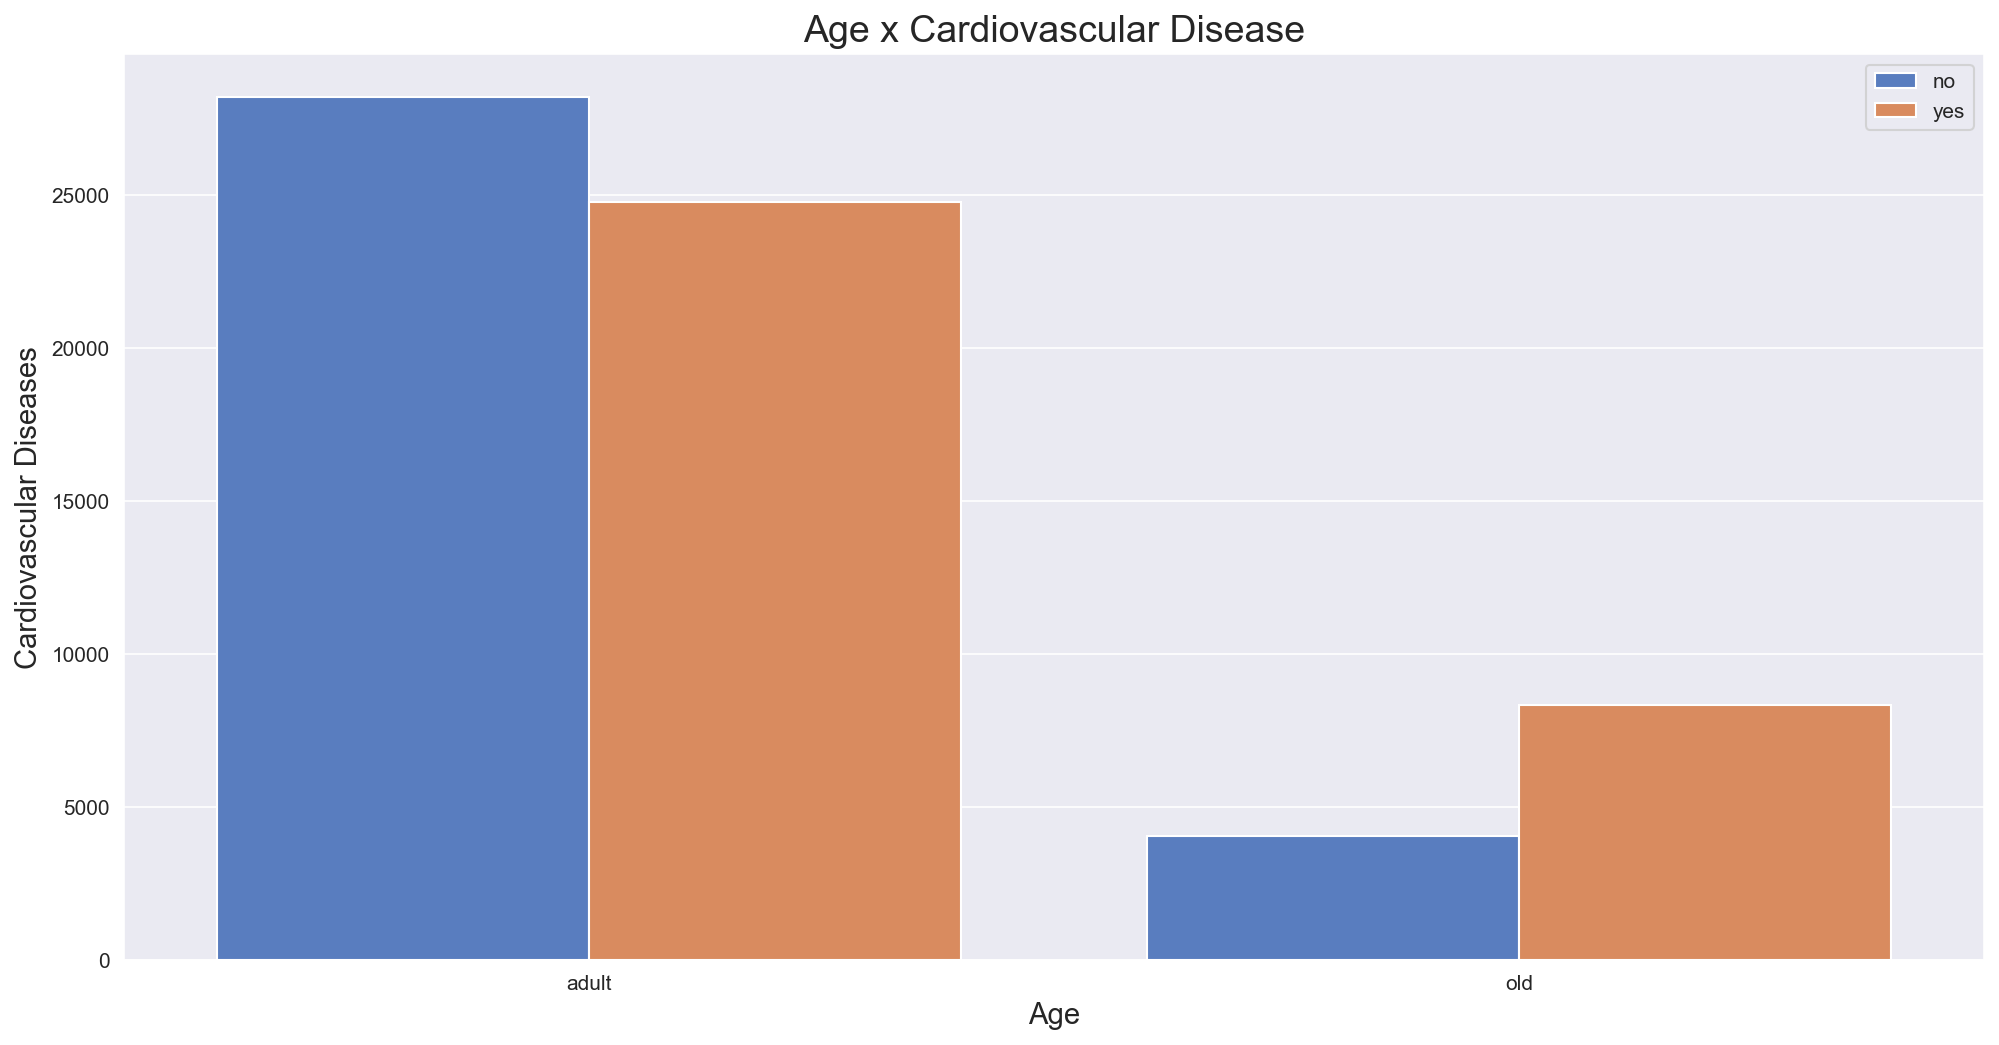 Age x Cardiovascular Disease
no
yes
Cardiovascular Diseases
25000
20000
15000
10000
5000
0
adult
old
Age